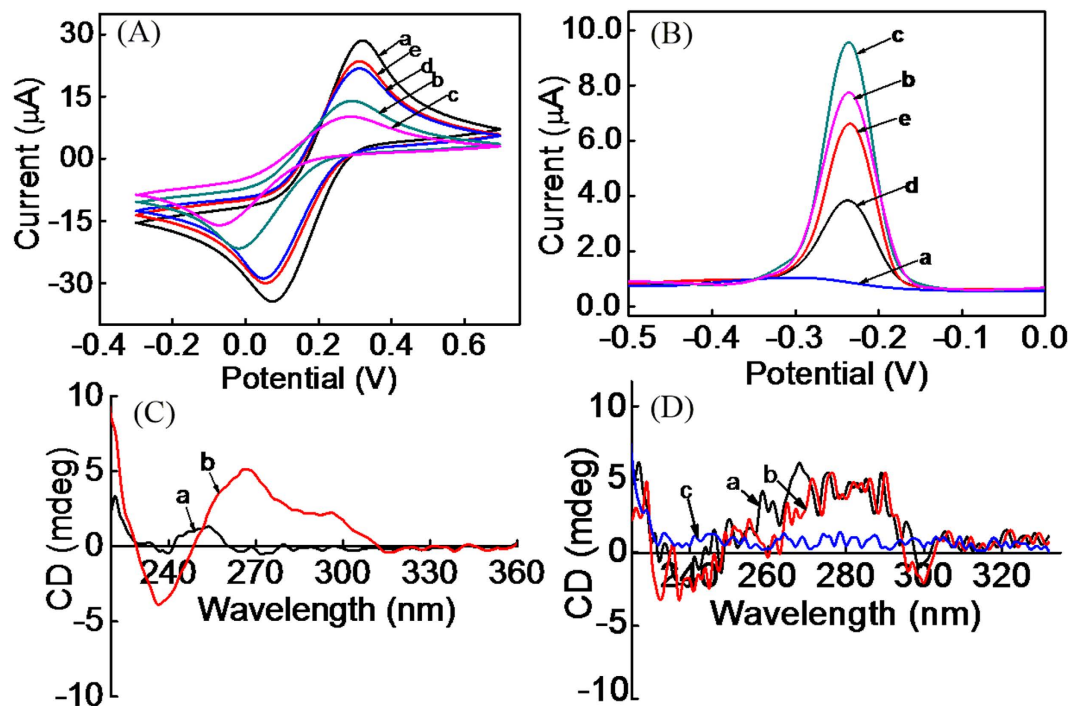 (A)
30
15
00
-15
-30
Current (µA)
a
e
d
b
c
-0.4 -0.2 0.0 0.2 0.4 0.6
Potential (V)
(B)
10.0
8.0
6.0
4.0
2.0
0.0
Current (µA)
c
b
e
d
a
-0.5 -0.4 -0.3 -0.2 -0.1 0.0
Potential (V)
(C)
10
5
0
-5
-10
CD (mdeg)
b
a
240 270 300 330 360
Wavelength (nm)
(D)
10
5
0
-5
-10
CD (mdeg)
a
b
c
240 260 280 300 320
Wavelength (nm)